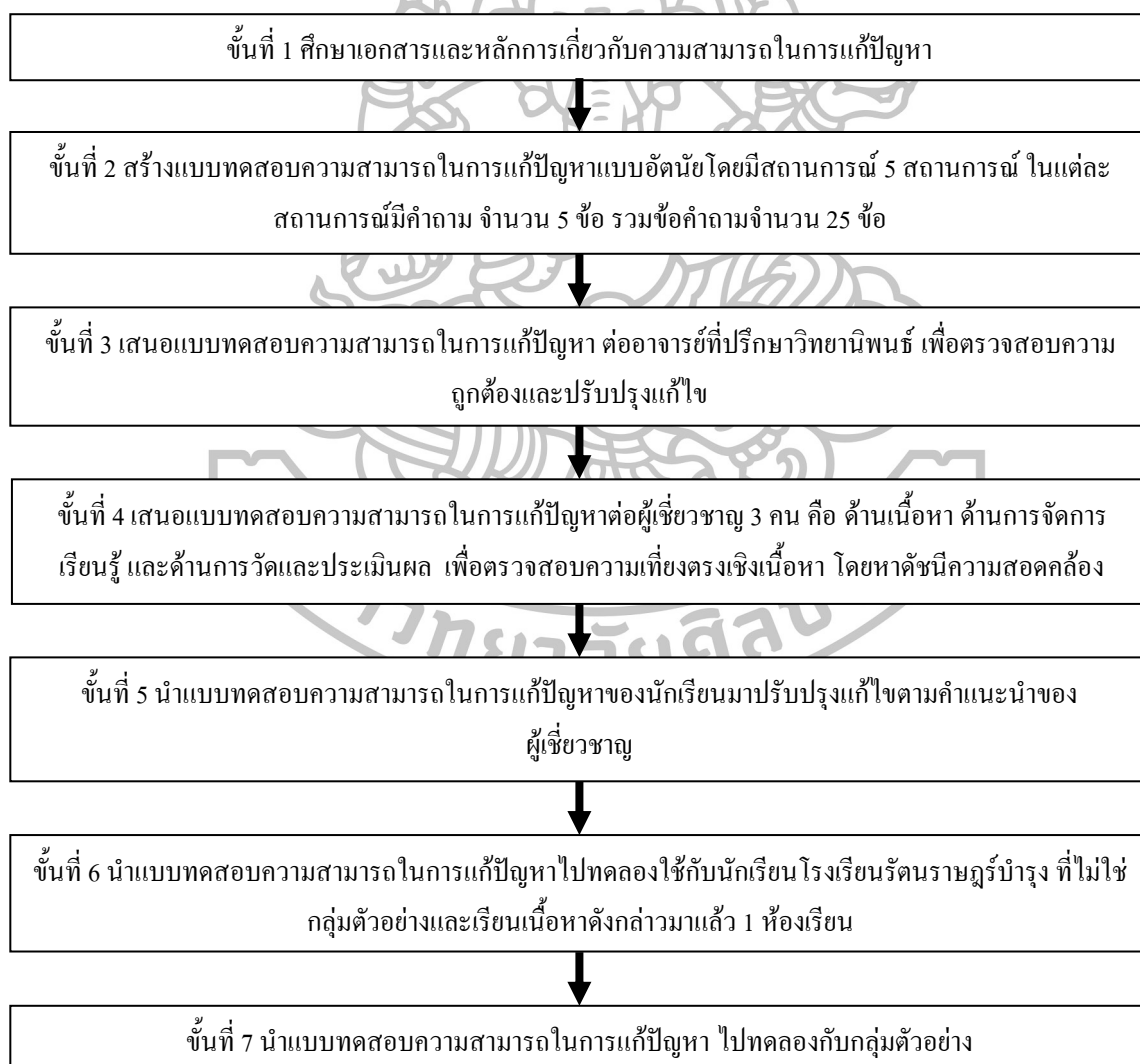 ขั้นที่ 1 ศึกษาเอกสารและหลักการเกี่ยวกับความสามารถในการแก้ปัญหา
ขั้นที่ 2 สร้างแบบทดสอบความสามารถในการแก้ปัญหาแบบอัตนัยโดยมีสถานการณ์ 5 สถานการณ์ ในแต่ละ
สถานการณ์มีคำถาม จำนวน 5 ข้อ รวมข้อคำถามจำนวน 25 ข้อ
ขั้นที่ 3 เสนอแบบทดสอบความสามารถในการแก้ปัญหา ต่ออาจารย์ที่ปรึกษาวิทยานิพนธ์ เพื่อตรวจสอบความ
ถูกต้องและปรับปรุงแก้ไข
ขั้นที่ 4 เสนอแบบทดสอบความสามารถในการแก้ปัญหาต่อผู้เชี่ยวชาญ 3 คน คือ ด้านเนื้อหา ด้านการจัดการ
เรียนรู้ และด้านการวัดและประเมินผล เพื่อตรวจสอบความเที่ยงตรงเชิงเนื้อหา โดยหาดัชนีความสอดคล้อง
ขั้นที่ 5 นำแบบทดสอบความสามารถในการแก้ปัญหาของนักเรียนมาปรับปรุงแก้ไขตามคำแนะนำของ
ผู้เชี่ยวชาญ
ขั้นที่ 6 นำแบบทดสอบความสามารถในการแก้ปัญหาไปทดลองใช้กับนักเรียนโรงเรียนรัตนราษฎร์บำรุง ที่ไม่ใช่
กลุ่มตัวอย่างและเรียนเนื้อหาดังกล่าวมาแล้ว 1 ห้องเรียน
ขั้นที่ 7 นำแบบทดสอบความสามารถในการแก้ปัญหา ไปทดลองกับกลุ่มตัวอย่าง